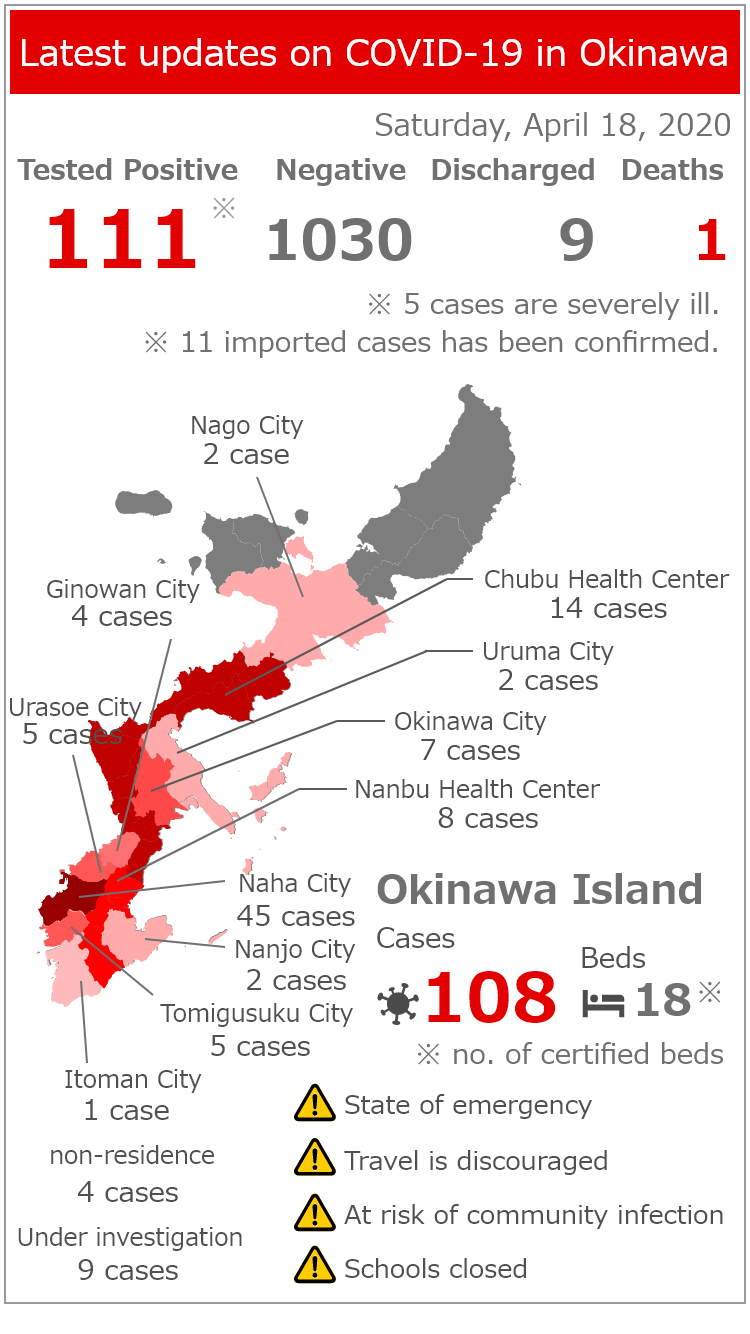 Latest updates on COVID-19 in Okinawa
Saturday, April 18, 2020
Tested Positive Negative Discharged Deaths
111 ※ 1030 9 1
※ 5 cases are severely ill.
※ 11 imported cases has been confirmed.
Nago City
2 case
Ginowan City
4 cases
Chubu Health Center
14 cases
Uruma City
2 cases
Urasoe City
5 cases
Okinawa City
7 cases
Nanbu Health Center
8 cases
Naha City
45 cases
Nanjo City
2 cases
Tomigusuku City
5 cases
Itoman City
1 case
non-residence
4 cases
Under investigation
9 cases
Okinawa Island
Cases
108
Beds
18 ※
※ no. of certified beds
State of emergency
Travel is discouraged
At risk of community infection
Schools closed